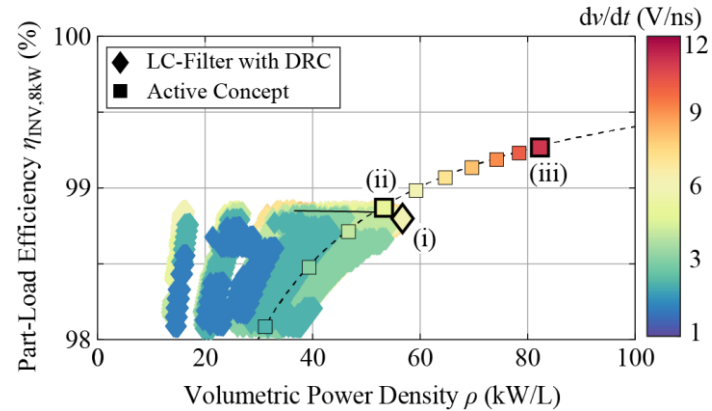 dv/dt (V/ns)
100
12
LC-Filter with DRC
Active Concept
9
(iii)
(ii)
99
6
(i)
3
98
1
0
20
40
60
80
100
Part-Load Efficiency η_INV,8kW (%)
Volumetric Power Density ρ (kW/L)